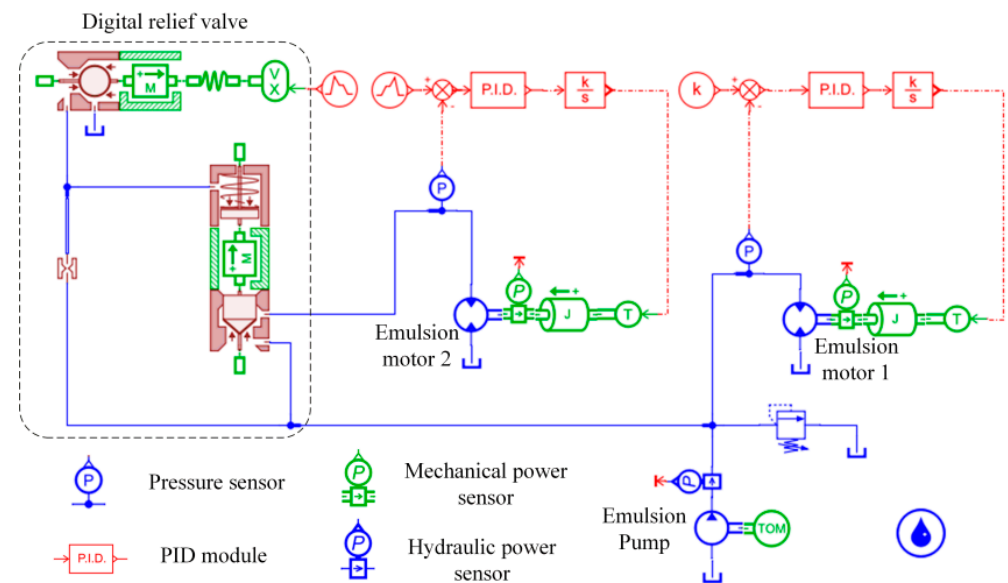 Digital relief valve
V
X
M
P.I.D.
k
s
k
P.I.D.
k
s
+
-
+
-
P
P
M
+
P
J
T
+
P
J
T
+
Emulsion
motor 2
Emulsion
motor 1
P
Pressure sensor
P
Mechanical power
sensor
P.I.D.
PID module
P
Hydraulic power
sensor
P
Emulsion
Pump
TOM